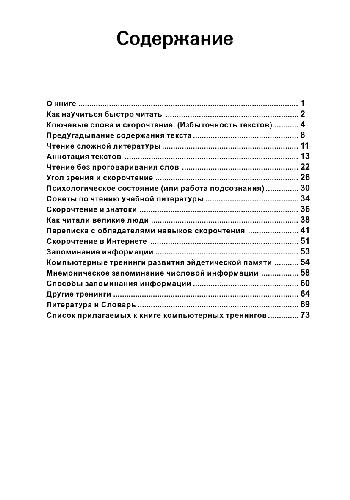 Содержание
О книге 1
Как научиться быстро читать 2
Ключевые слова и скорочтение. (Избыточность текстов) 4
Предугадывание содержания текста 8
Чтение сложной литературы 11
Аннотация текстов 13
Чтение без проговаривания слов 22
Угол зрения и скорочтение 26
Психологическое состояние (или работа подсознания) 30
Советы по чтению учебной литературы 34
Скорочтение и знатоки 36
Как читали великие люди 38
Переписка с обладателями навыков скорочтения 41
Скорочтение в Интернете 51
Запоминание информации 53
Компьютерные тренинги развития эйдетической памяти 54
Мнемоническое запоминание числовой информации 58
Способы запоминания информации 60
Другие тренинги 64
Литература и Словарь 69
Список прилагаемых к книге компьютерных тренингов 73